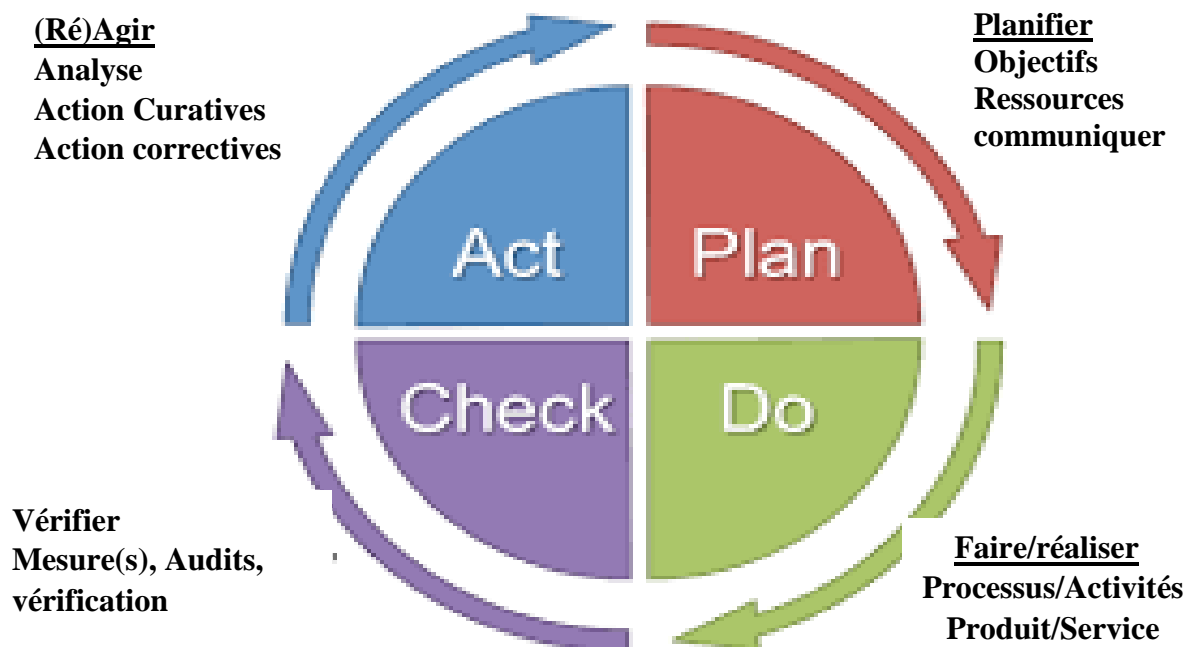 (Ré)Agir
Analyse
Action Curatives
Action correctives
Planifier
Objectifs
Ressources
communiquer
Act
Plan
Check
Do
Vérifier
Mesure(s), Audits,
vérification
Faire/réaliser
Processus/Activités
Produit/Service